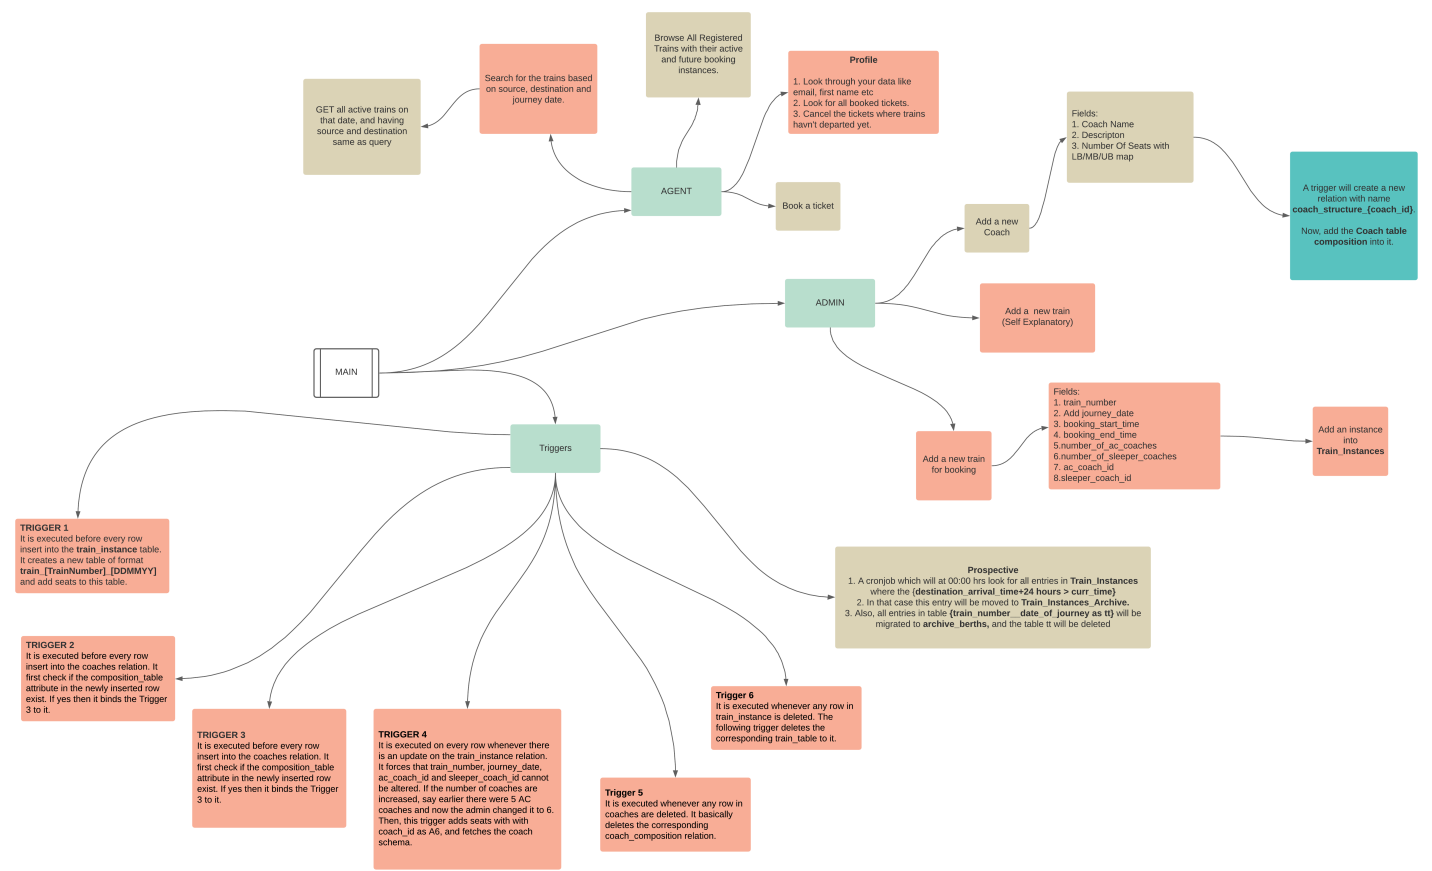 Browse All Registered
Trains with their active
and future booking
instances.
Search for the trains based
on source, destination and
journey date.
GET all active trains on
that date, and having
source and destination
same as query
Profile
1. Look through your data like
email, first name etc
2. Look for all booked tickets.
3. Cancel the tickets where trains
havn't departed yet.
AGENT
Book a ticket
Fields:
1. Coach Name
2. Descripton
3. Number Of Seats with
LB/MB/UB map
A trigger will create a new
relation with name
coach_structure_{coach_id}.
Now, add the Coach table
composition into it.
Add a new
Coach
ADMIN
Add a  new train
(Self Explanatory)
MAIN
Fields:
1. train_number
2. Add journey_date
3. booking_start_time
4. booking_end_time
5.number_of_ac_coaches
6.number_of_sleeper_coaches
7. ac_coach_id
8.sleeper_coach_id
Add an instance
into
Train_Instances
Add a new train
for booking
Triggers
TRIGGER 1
It is executed before every row
insert into the train_instance table.
It creates a new table of format
train_[TrainNumber]_[DDMMYY]
and add seats to this table.
Prospective
1. A cronjob which will at 00:00 hrs look for all entries in Train_Instances
where the {destination_arrival_time+24 hours > curr_time}
2. In that case this entry will be moved to Train_Instances_Archive.
3. Also, all entries in table {train_number__date_of_journey as tt} will be
migrated to archive_berths, and the table tt will be deleted
TRIGGER 2
It is executed before every row
insert into the coaches relation. It
first check if the composition_table
attribute in the newly inserted row
exist. If yes then it binds the Trigger
3 to it.
TRIGGER 3
It is executed before every row
insert into the coaches relation. It
first check if the composition_table
attribute in the newly inserted row
exist. If yes then it binds the Trigger
3 to it.
TRIGGER 4
It is executed on every row whenever there
is an update on the train_instance relation.
It forces that train_number, journey_date,
ac_coach_id and sleeper_coach_id cannot
be altered. If the number of coaches are
increased, say earlier there were 5 AC
coaches and now the admin changed it to 6.
Then, this trigger adds seats with with
coach_id as A6, and fetches the coach
schema.
Trigger 5
It is executed whenever any row in
coaches are deleted. It basically
deletes the corresponding
coach_composition relation.
Trigger 6
It is executed whenever any row in
train_instance is deleted. The
following trigger deletes the
corresponding train_table to it.